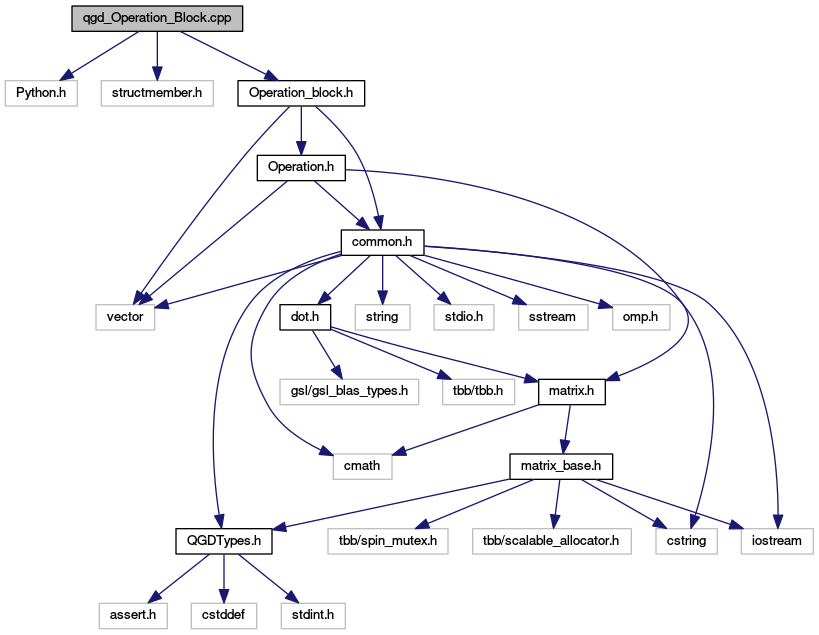 qgd_Operation_Block.cpp
Python.h
structmember.h
Operation_block.h
Operation.h
common.h
vector
dot.h
string
stdio.h
sstream
omp.h
gsl/gsl_blas_types.h
tbb/tbb.h
matrix.h
cmath
matrix_base.h
QGDTypes.h
tbb/spin_mutex.h
tbb/scalable_allocator.h
cstring
iostream
assert.h
cstddef
stdint.h